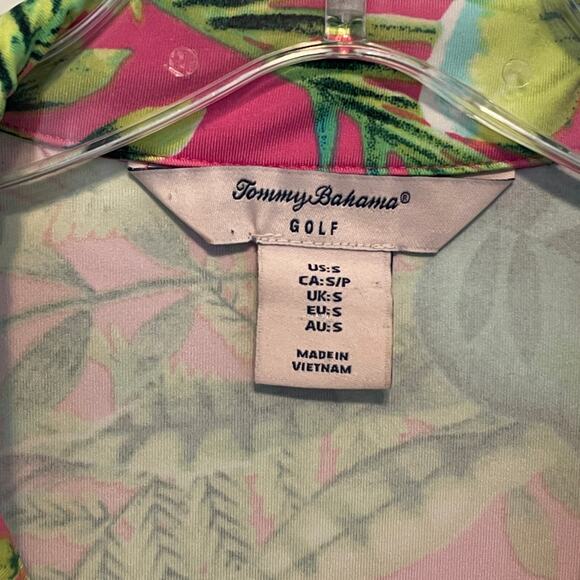 Tommy Bahama®
GOLF
US:S
CA:S/P
UK:S
EU:S
AU:S
MADE IN
VIETNAM